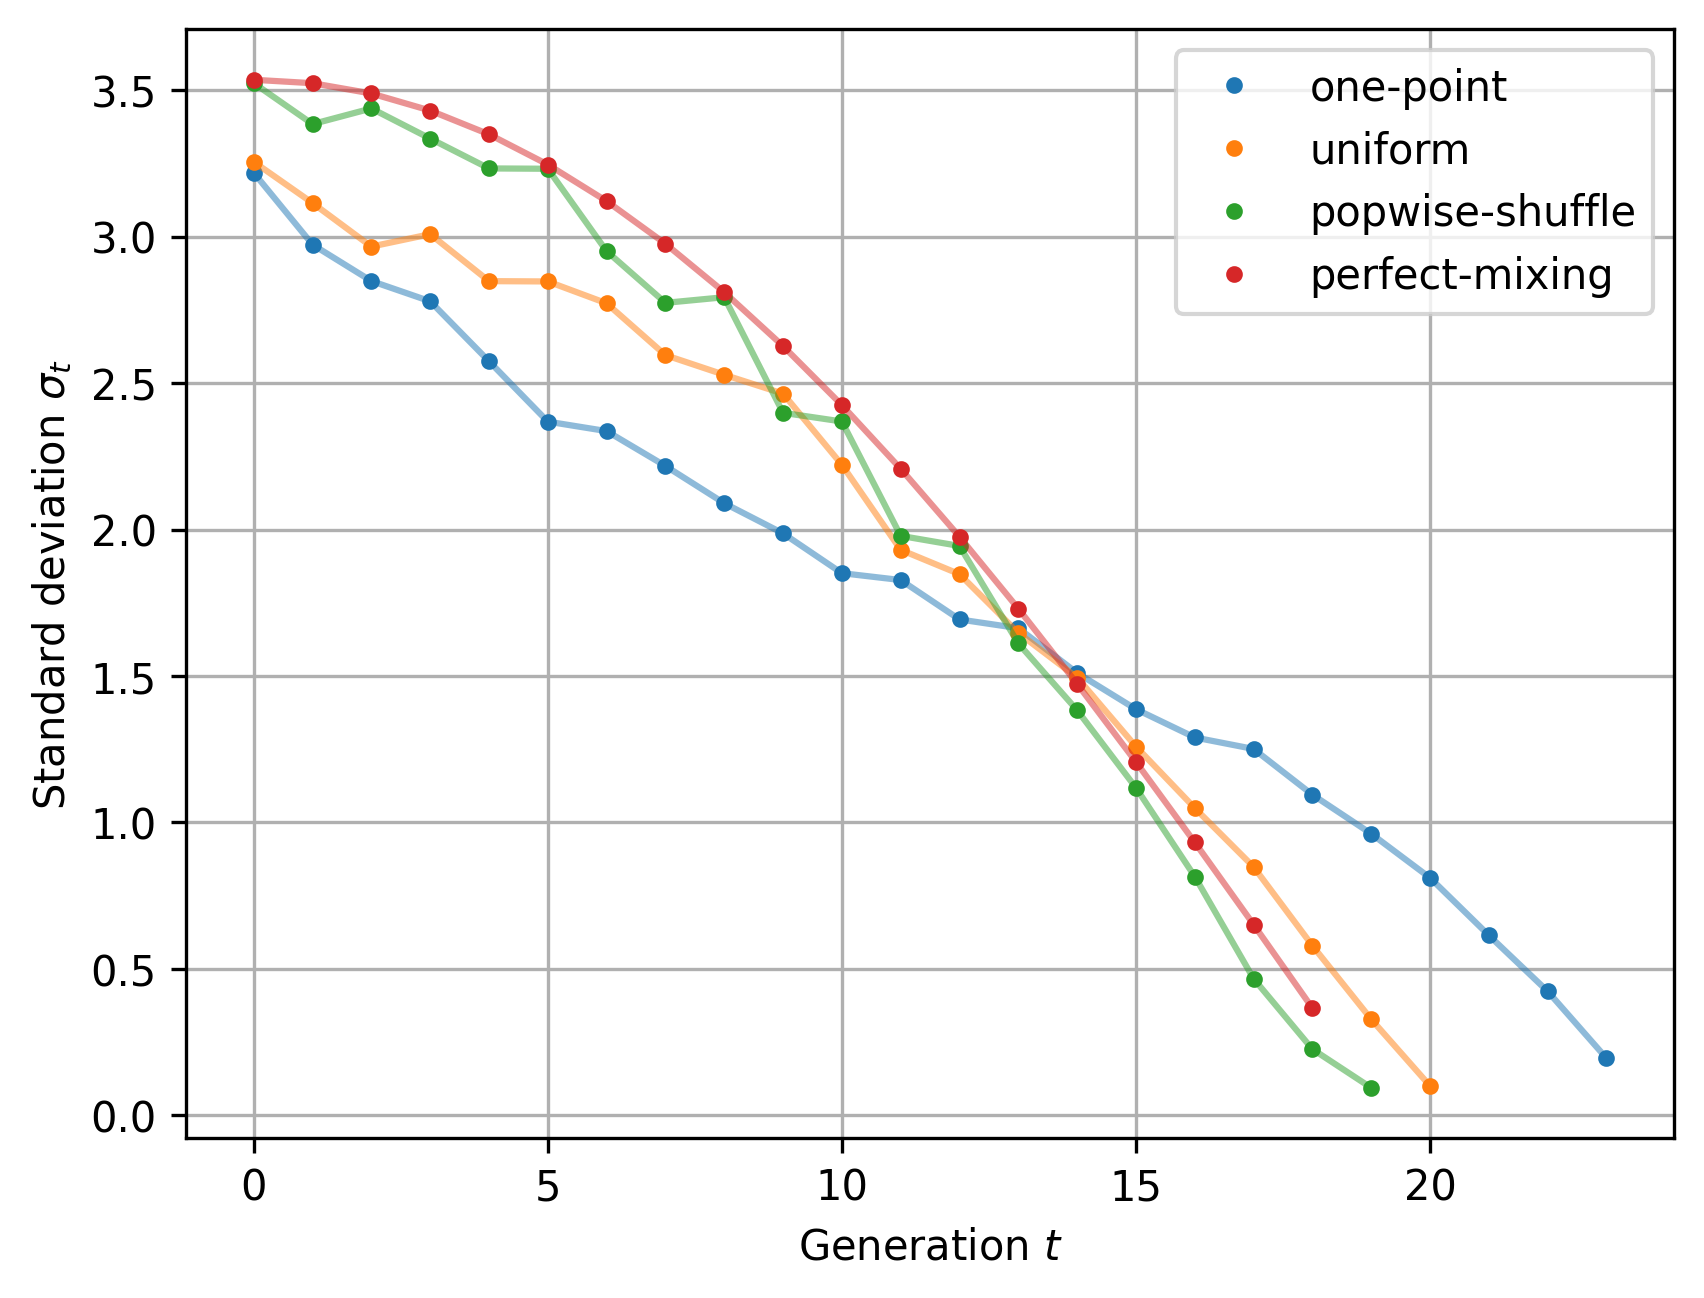 one-point
uniform
popwise-shuffle
perfect-mixing
3.5
3.0
2.5
2.0
1.5
1.0
0.5
0.0
Standard deviation σₜ
0 5 10 15 20
Generation t